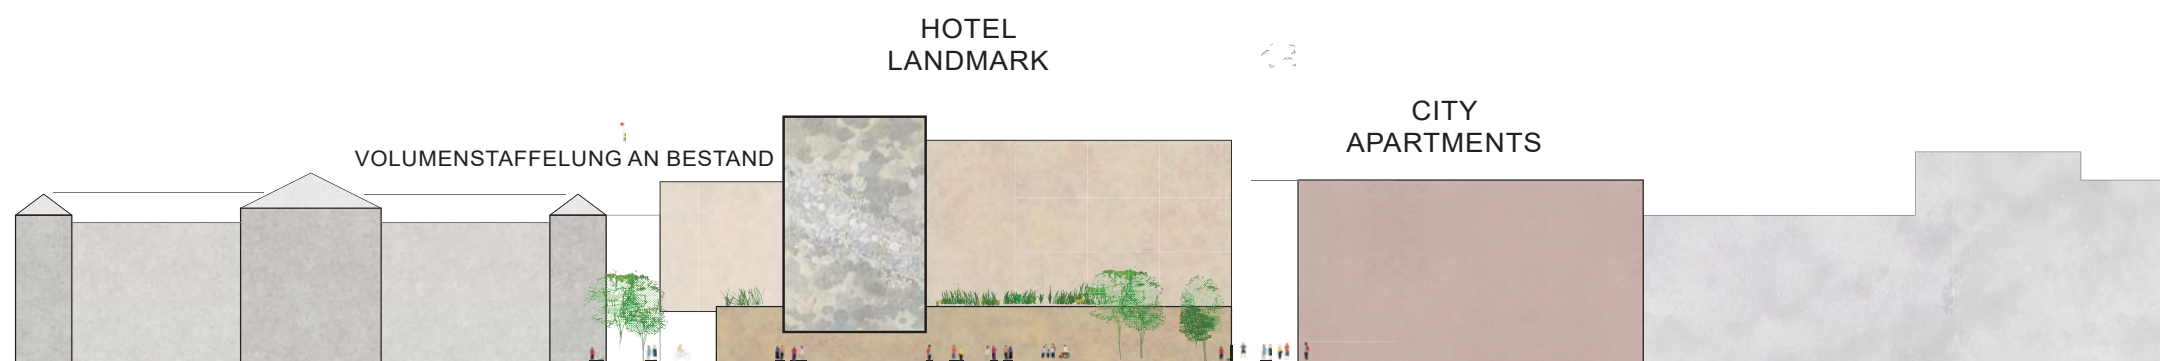 HOTEL
LANDMARK
CITY
APARTMENTS
VOLUMENSTAFFELUNG AN BESTAND